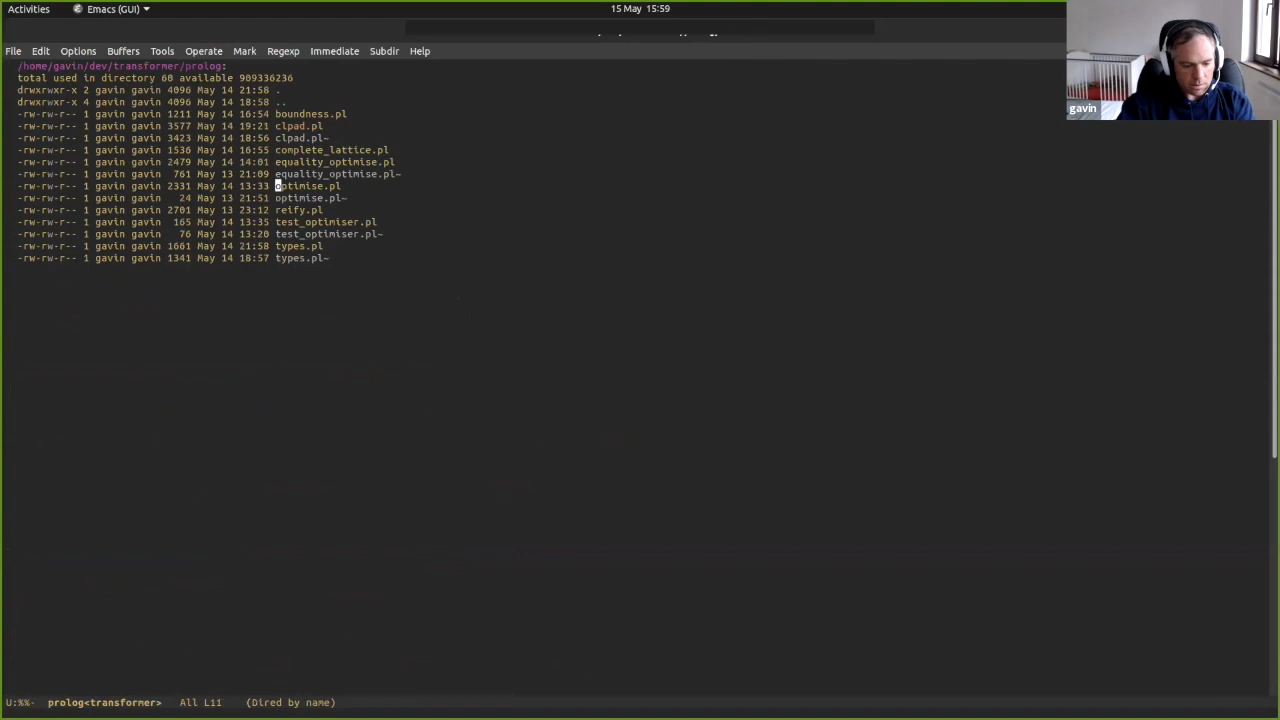 Activities Emacs (GUI) 15 May 15:59
File Edit Options Buffers Tools Operate Mark Regexp Immediate Subdir Help
gavin
/home/gavin/dev/transformer/prolog:
total used in directory 60 available 909336236
drwxrwxr-x 2 gavin gavin 4096 May 14 21:58 .
drwxrwxr-x 4 gavin gavin 4096 May 14 18:58 ..
-rw-rw-r-- 1 gavin gavin 1211 May 14 16:54 boundness.pl
-rw-rw-r-- 1 gavin gavin 3577 May 14 19:21 clpad.pl
-rw-rw-r-- 1 gavin gavin 3423 May 14 18:56 clpad.pl~
-rw-rw-r-- 1 gavin gavin 1536 May 14 16:55 complete_lattice.pl
-rw-rw-r-- 1 gavin gavin 2479 May 14 14:01 equality_optimise.pl
-rw-rw-r-- 1 gavin gavin 761 May 13 21:09 equality_optimise.pl~
-rw-rw-r-- 1 gavin gavin 2331 May 14 13:33 optimise.pl
-rw-rw-r-- 1 gavin gavin 24 May 13 21:51 optimise.pl~
-rw-rw-r-- 1 gavin gavin 2701 May 13 23:12 reify.pl
-rw-rw-r-- 1 gavin gavin 165 May 14 13:35 test_optimiser.pl
-rw-rw-r-- 1 gavin gavin 76 May 14 13:20 test_optimiser.pl~
-rw-rw-r-- 1 gavin gavin 1661 May 14 21:58 types.pl
-rw-rw-r-- 1 gavin gavin 1341 May 14 18:57 types.pl~
U:%%- prolog<transformer> All L11 (Dired by name)